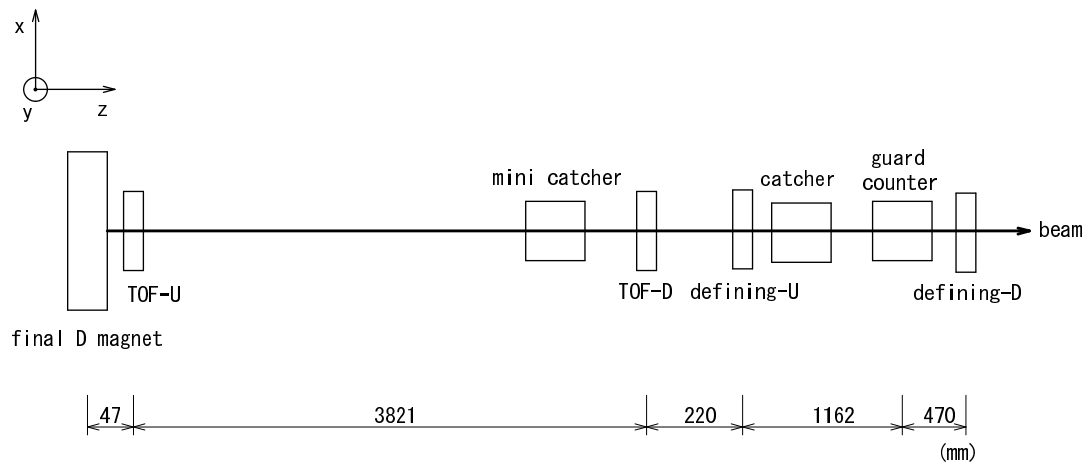 x
y
z
guard
mini catcher
catcher
counter
beam
TOF-U
TOF-D
defining-U
defining-D
final D magnet
47
3821
220
1162
470
(mm)